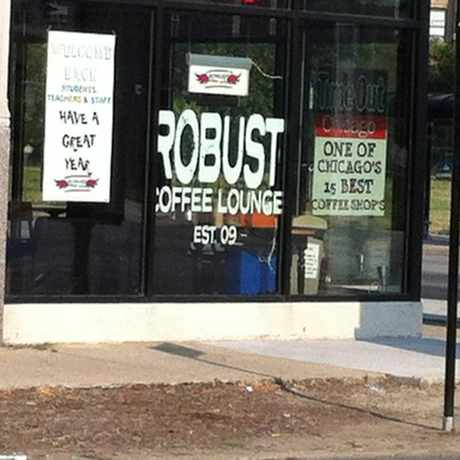 WELCOME
BACK
STUDENTS,
TEACHERS & STAFF
HAVE A
GREAT
YEAR
ROBUST
COFFEE LOUNGE
EST. 09
Time Out
Chicago
ONE OF
CHICAGO'S
15 BEST
COFFEE SHOPS